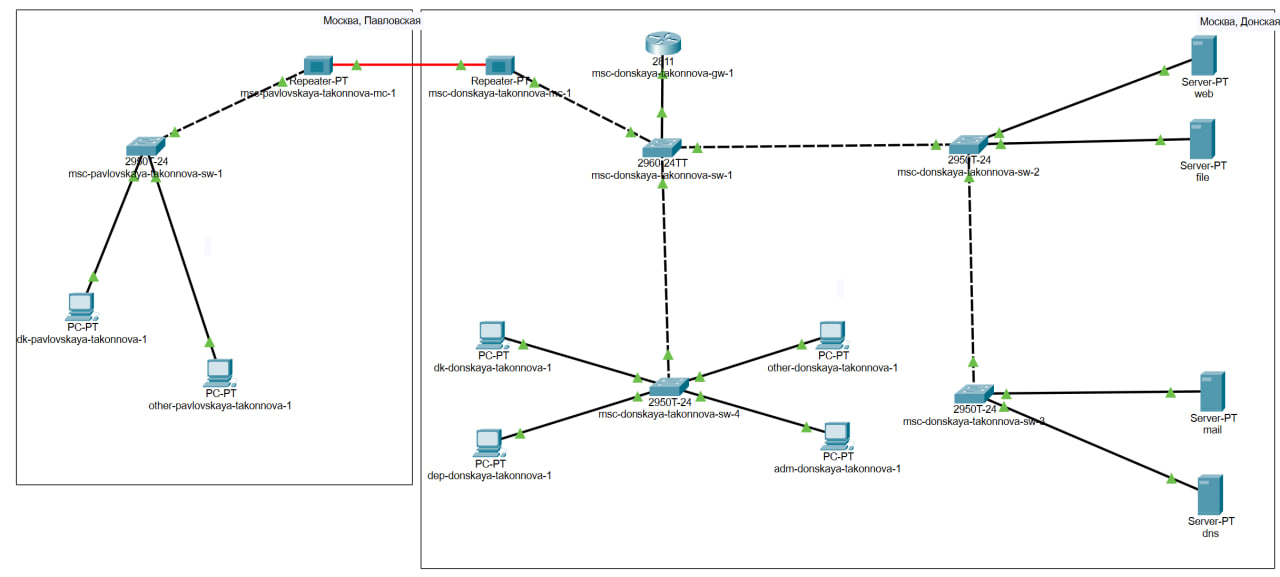 Москва, Павловская
Москва, Донская
Repeater-PT
msc-pavlovskaya-takonnova-mc-1
Repeater-PT
msc-donskaya-takonnova-mc-1
2811
msc-donskaya-takonnova-gw-1
Server-PT
web
2950T-24
msc-pavlovskaya-takonnova-sw-1
2960-24TT
msc-donskaya-takonnova-sw-1
2950T-24
msc-donskaya-takonnova-sw-2
Server-PT
file
PC-PT
dk-pavlovskaya-takonnova-1
PC-PT
other-pavlovskaya-takonnova-1
PC-PT
dk-donskaya-takonnova-1
PC-PT
other-donskaya-takonnova-1
2950T-24
msc-donskaya-takonnova-sw-4
2950T-24
msc-donskaya-takonnova-sw-3
Server-PT
mail
PC-PT
dep-donskaya-takonnova-1
PC-PT
adm-donskaya-takonnova-1
Server-PT
dns